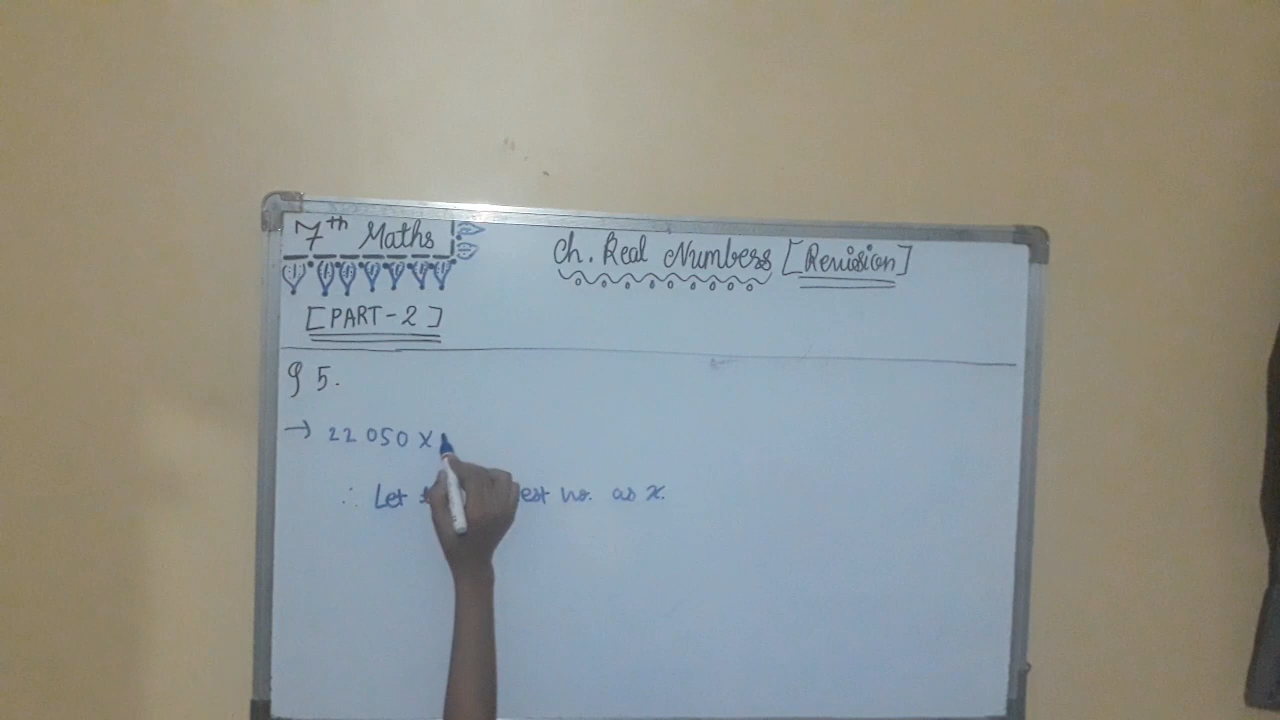 7th Maths
Ch. Real Numbers [Revision]
[PART-2]
Q 5.
→ 22050 ×
∴ Let est no. as x.